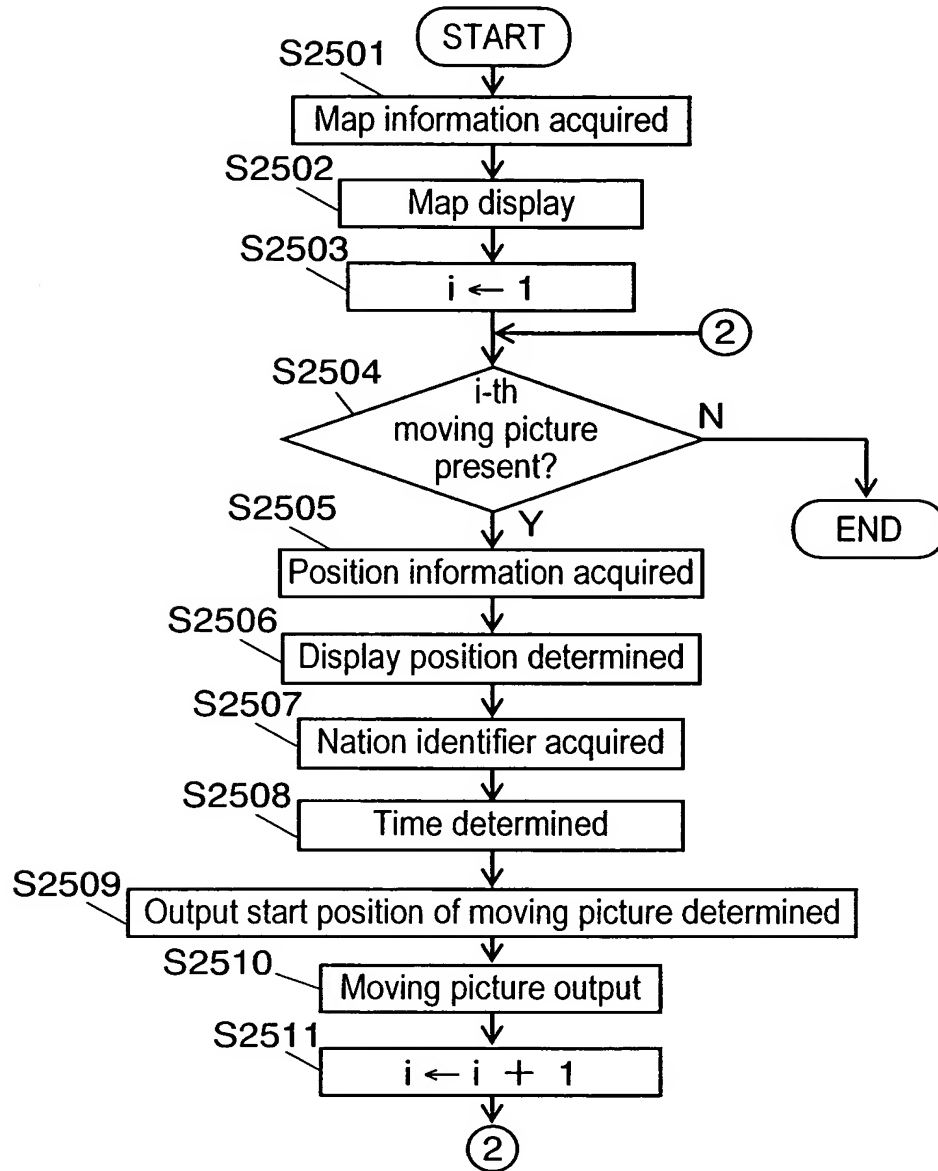 START
S2501
Map information acquired
S2502
Map display
S2503
i ← 1
2
S2504
i-th
moving picture
present?
N
END
Y
S2505
Position information acquired
S2506
Display position determined
S2507
Nation identifier acquired
S2508
Time determined
S2509
Output start position of moving picture determined
S2510
Moving picture output
S2511
i ← i + 1
2